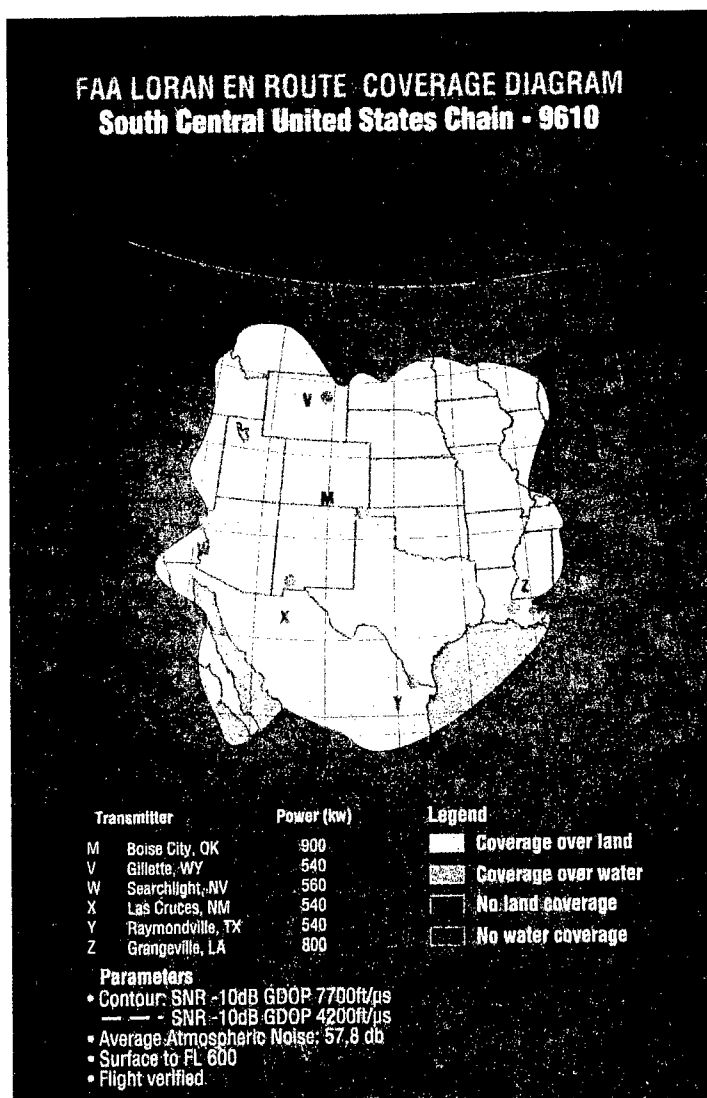 FAA LORAN EN ROUTE COVERAGE DIAGRAM
South Central United States Chain - 9610
V
M
W
Z
X
Y
Transmitter Power (kw)
M Boise City, OK 900
V Gillette, WY 540
W Searchlight, NV 560
X Las Cruces, NM 540
Y Raymondville, TX 540
Z Grangeville, LA 800
Legend
Coverage over land
Coverage over water
No land coverage
No water coverage
Parameters
• Contour: SNR -10dB GDOP 7700ft/µs
— — - SNR -10dB GDOP 4200ft/µs
• Average Atmospheric Noise: 57.8 db
• Surface to FL 600
• Flight verified